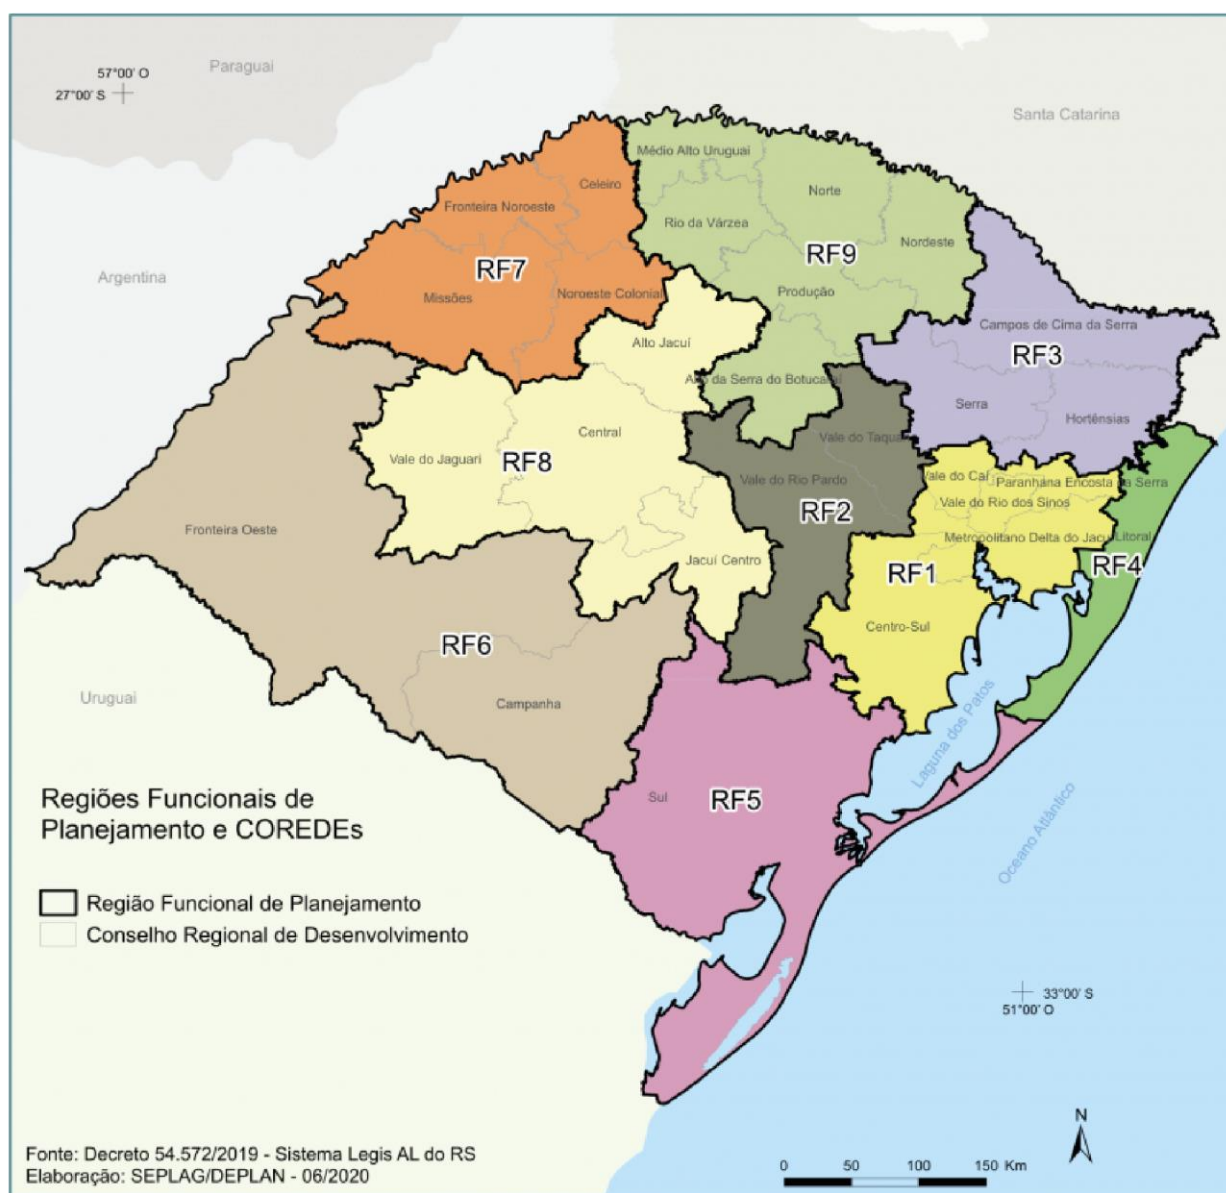 Paraguai
57°00' O
27°00' S
Santa Catarina
Argentina
Médio Alto Uruguai
Norte
Celeiro
Fronteira Noroeste
Rio da Várzea
Nordeste
RF9
RF7
Missões
Noroeste Colonial
Produção
Campos de Cima da Serra
RF3
Alto Jacuí
Alto da Serra do Botucaraí
Serra
Hortênsias
Central
Vale do Taqua
Vale do Jaguari
RF8
Vale do Rio Pardo
Vale do Caí
Paranhana Encosta da Serra
Vale do Rio dos Sinos
RF2
Fronteira Oeste
Metropolitano Delta do Jacuí
Litoral
Jacuí Centro
RF1
RF4
Centro-Sul
RF6
Uruguai
Campanha
Laguna dos Patos
Sul
RF5
Oceano Atlântico
Regiões Funcionais de
Planejamento e COREDEs
Região Funcional de Planejamento
Conselho Regional de Desenvolvimento
33°00' S
51°00' O
N
Fonte: Decreto 54.572/2019 - Sistema Legis AL do RS
Elaboração: SEPLAG/DEPLAN - 06/2020
0 50 100 150 Km